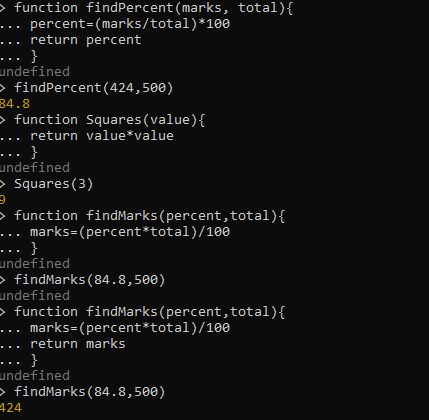 > function findPercent(marks, total){
... percent=(marks/total)*100
... return percent
... }
undefined
> findPercent(424,500)
84.8
> function Squares(value){
... return value*value
... }
undefined
> Squares(3)
9
> function findMarks(percent,total){
... marks=(percent*total)/100
... }
undefined
> findMarks(84.8,500)
undefined
> function findMarks(percent,total){
... marks=(percent*total)/100
... return marks
... }
undefined
> findMarks(84.8,500)
424